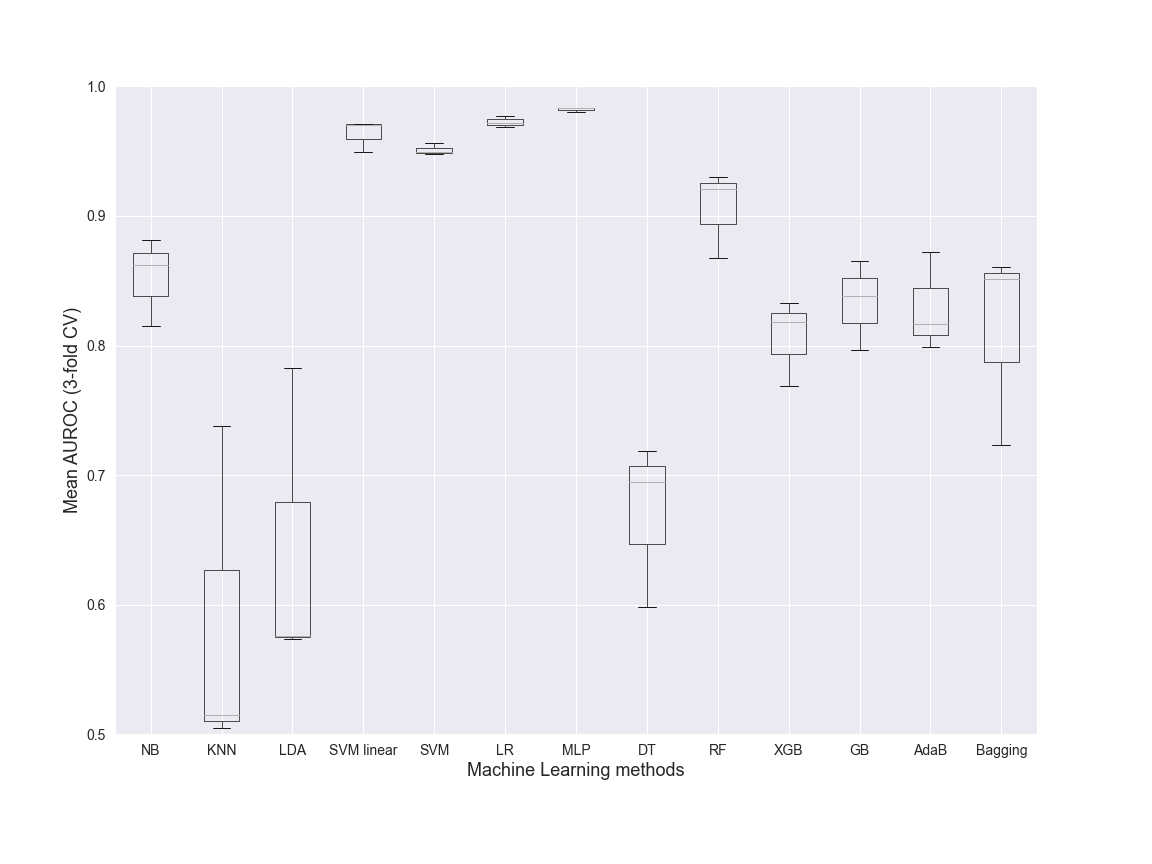 Mean AUROC (3-fold CV)
1.0
0.9
0.8
0.7
0.6
0.5
NB KNN LDA SVM linear SVM LR MLP DT RF XGB GB AdaB Bagging
Machine Learning methods